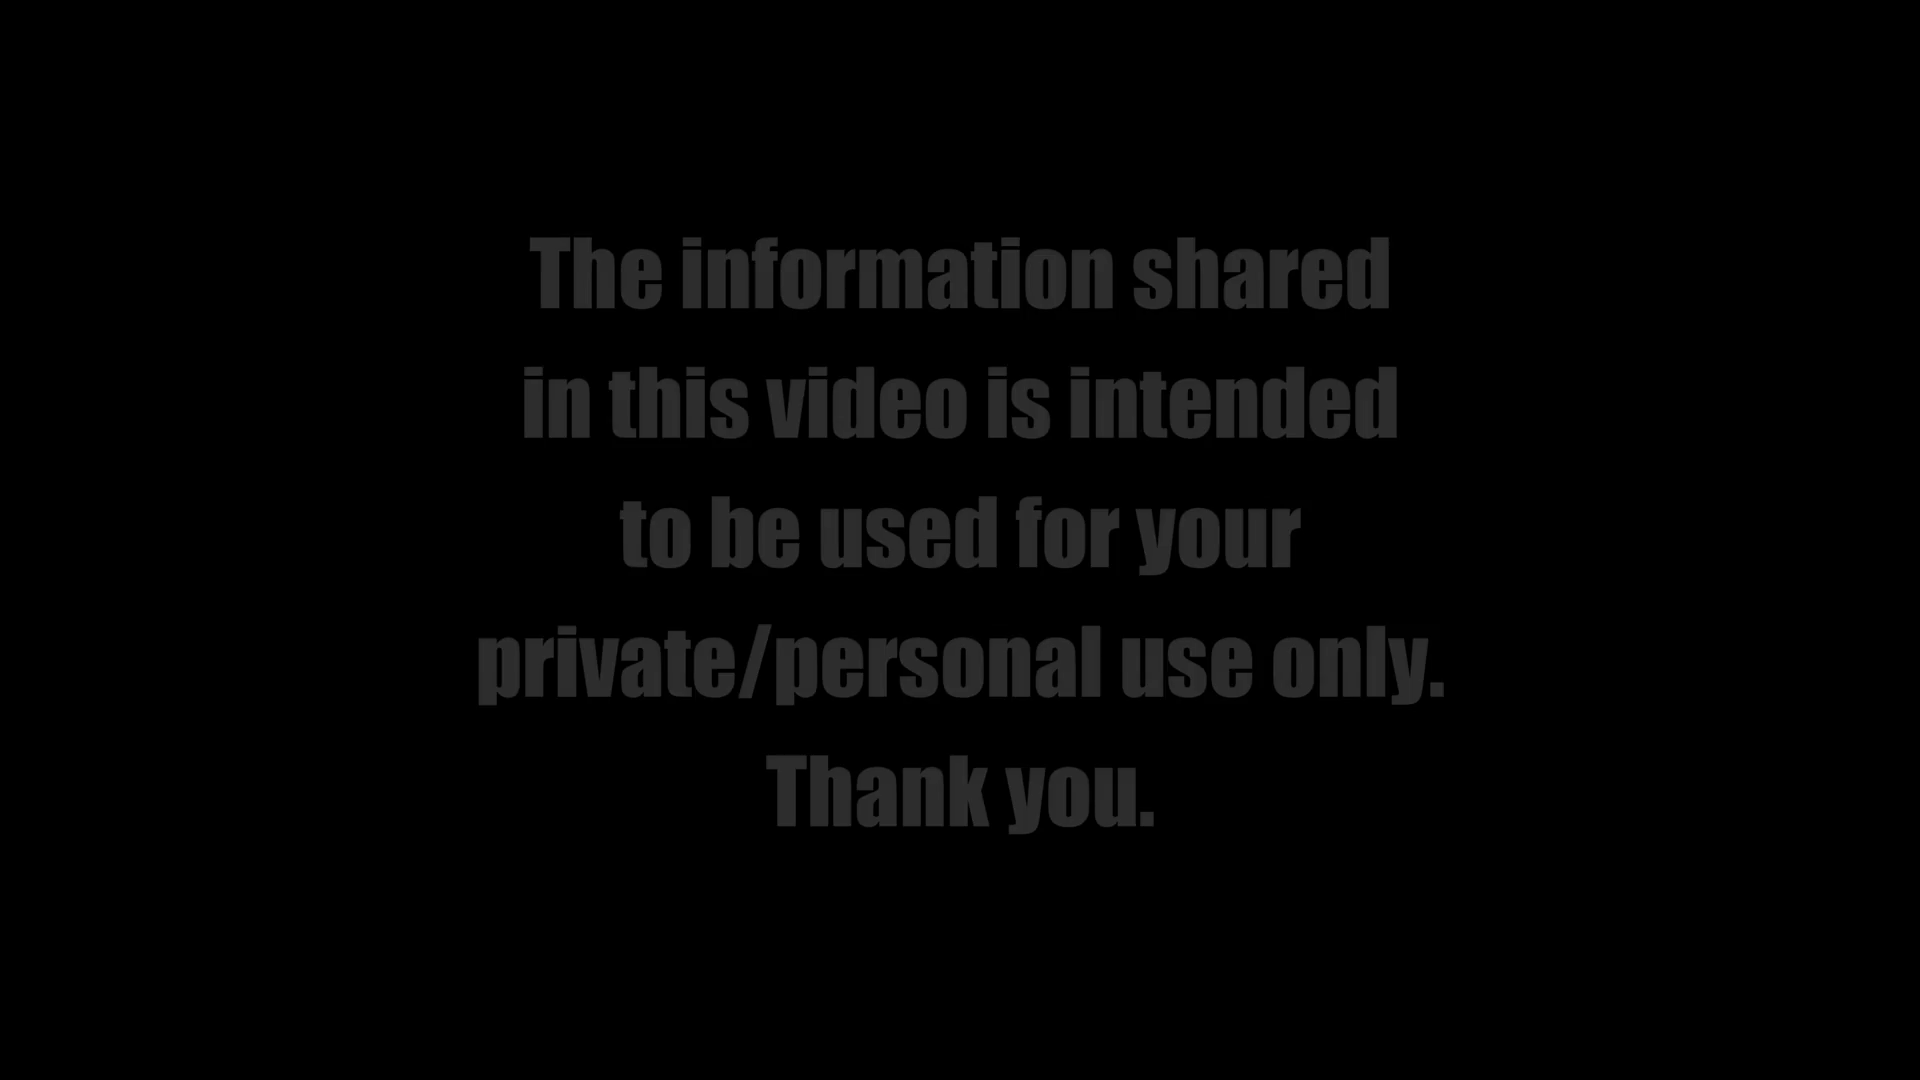 The information shared
in this video is intended
to be used for your
private/personal use only.
Thank you.